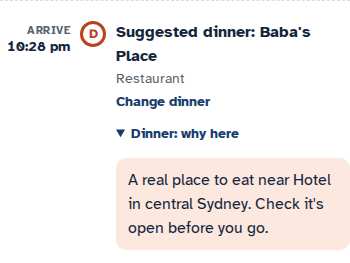 ARRIVE
10:28 pm
D
Suggested dinner: Baba's
Place
Restaurant
Change dinner
▼ Dinner: why here
A real place to eat near Hotel
in central Sydney. Check it's
open before you go.